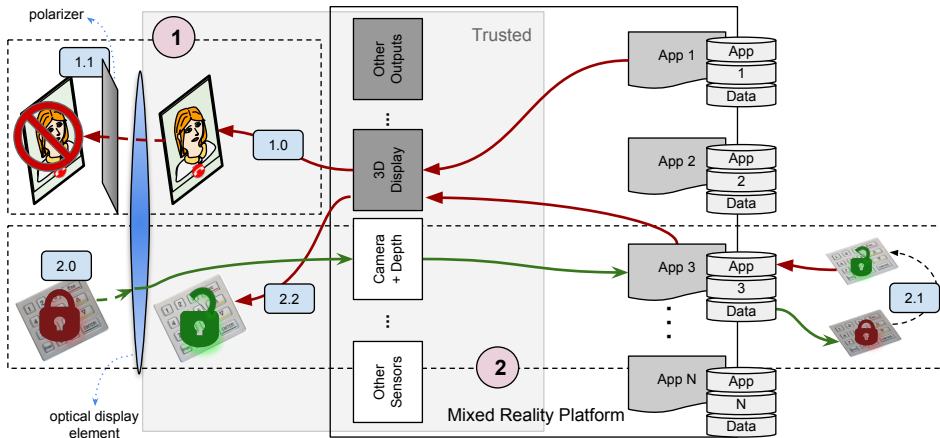 polarizer
1
Trusted
1.1
Other
Outputs
...
App 1
App
1
Data
1.0
3D
Display
App 2
App
2
Data
2.0
Camera
+ Depth
App 3
App
3
Data
2.1
2.2
...
...
Other
Sensors
2
App N
App
N
Data
Mixed Reality Platform
optical display
element